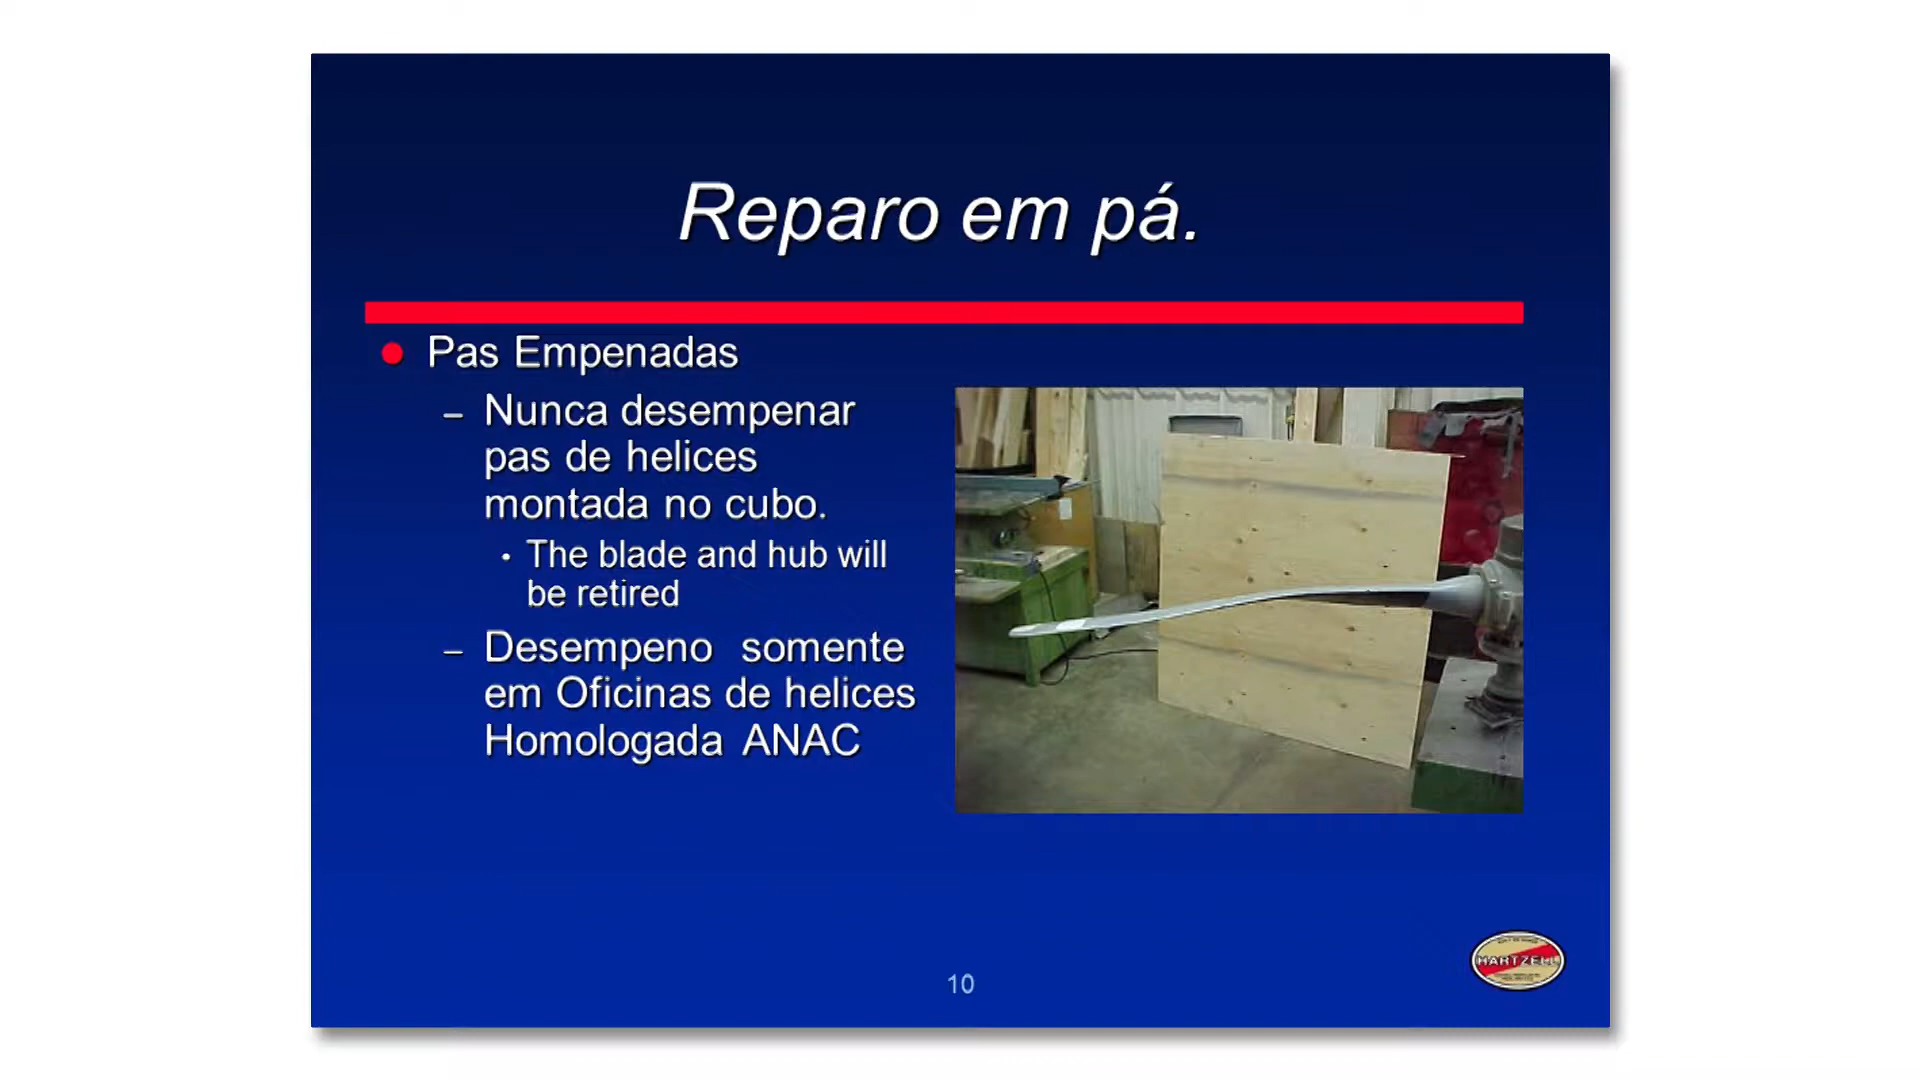 Reparo em pá.
Pas Empenadas
– Nunca desempenar
pas de helices
montada no cubo.
• The blade and hub will
be retired
– Desempeno somente
em Oficinas de helices
Homologada ANAC
HARTZELL
10